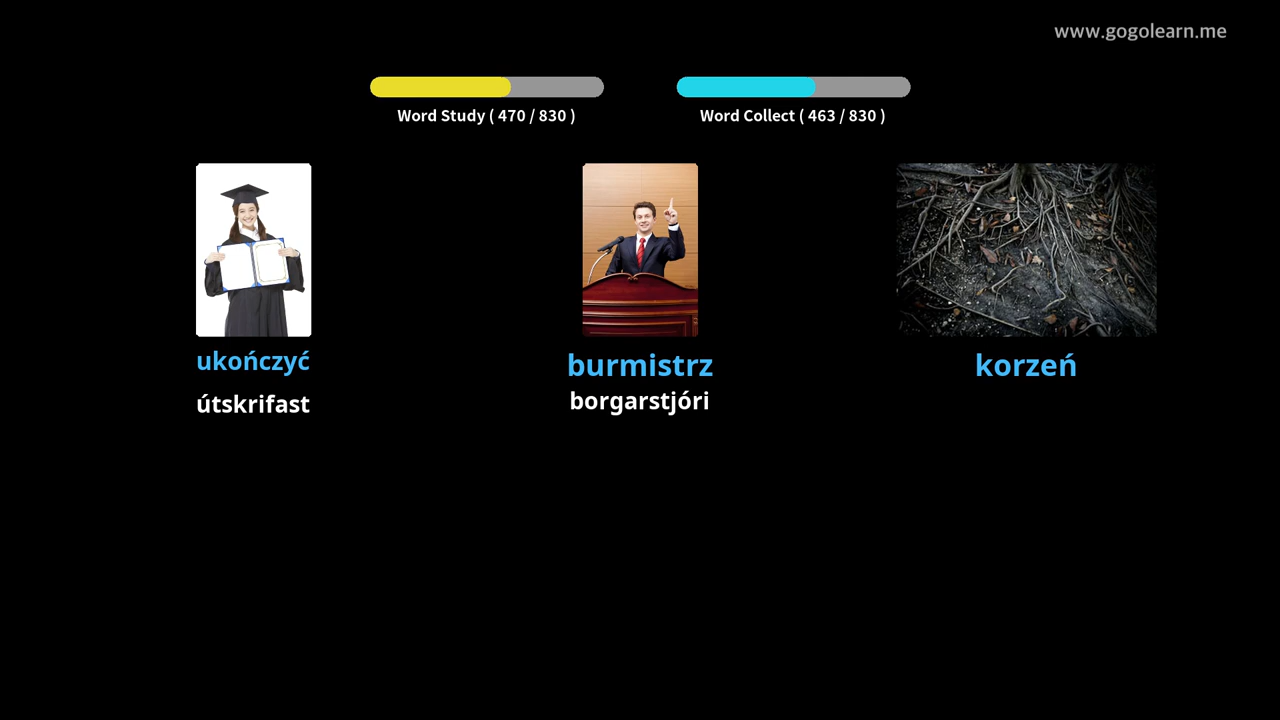 www.gogolearn.me
Word Study ( 470 / 830 )
Word Collect ( 463 / 830 )
ukończyć
útskrifast
burmistrz
borgarstjóri
korzeń